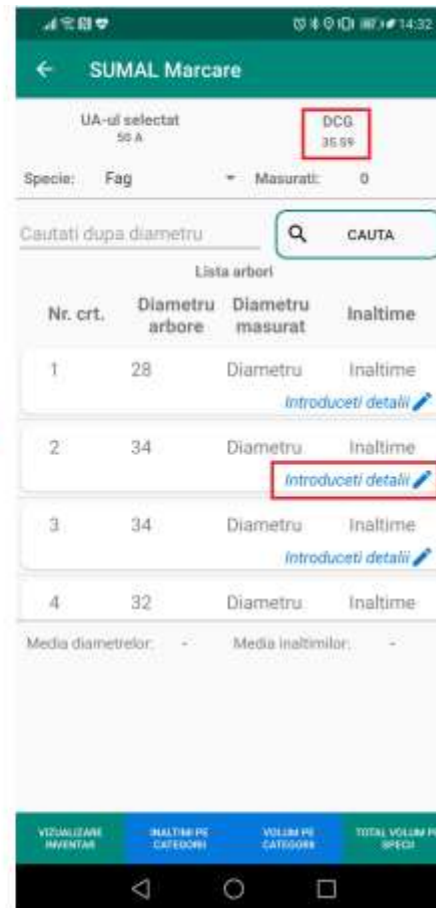 14:32
SUMAL Marcare
UA-ul selectat
50 A
DCG
35.59
Specie: Fag
Masurati: 0
Cautati dupa diametru
CAUTA
Lista arbori
Nr. crt. Diametru arbore Diametru masurat Inaltime
1 28 Diametru Inaltime
Introduceti detalii
2 34 Diametru Inaltime
Introduceti detalii
3 34 Diametru Inaltime
Introduceti detalii
4 32 Diametru Inaltime
Media diametrelor: - Media inaltimilor: -
VIZUALIZARE INVENTAR
INALTIMI PE CATEGORII
VOLUM PE CATEGORII
TOTAL VOLUM PE SPECII